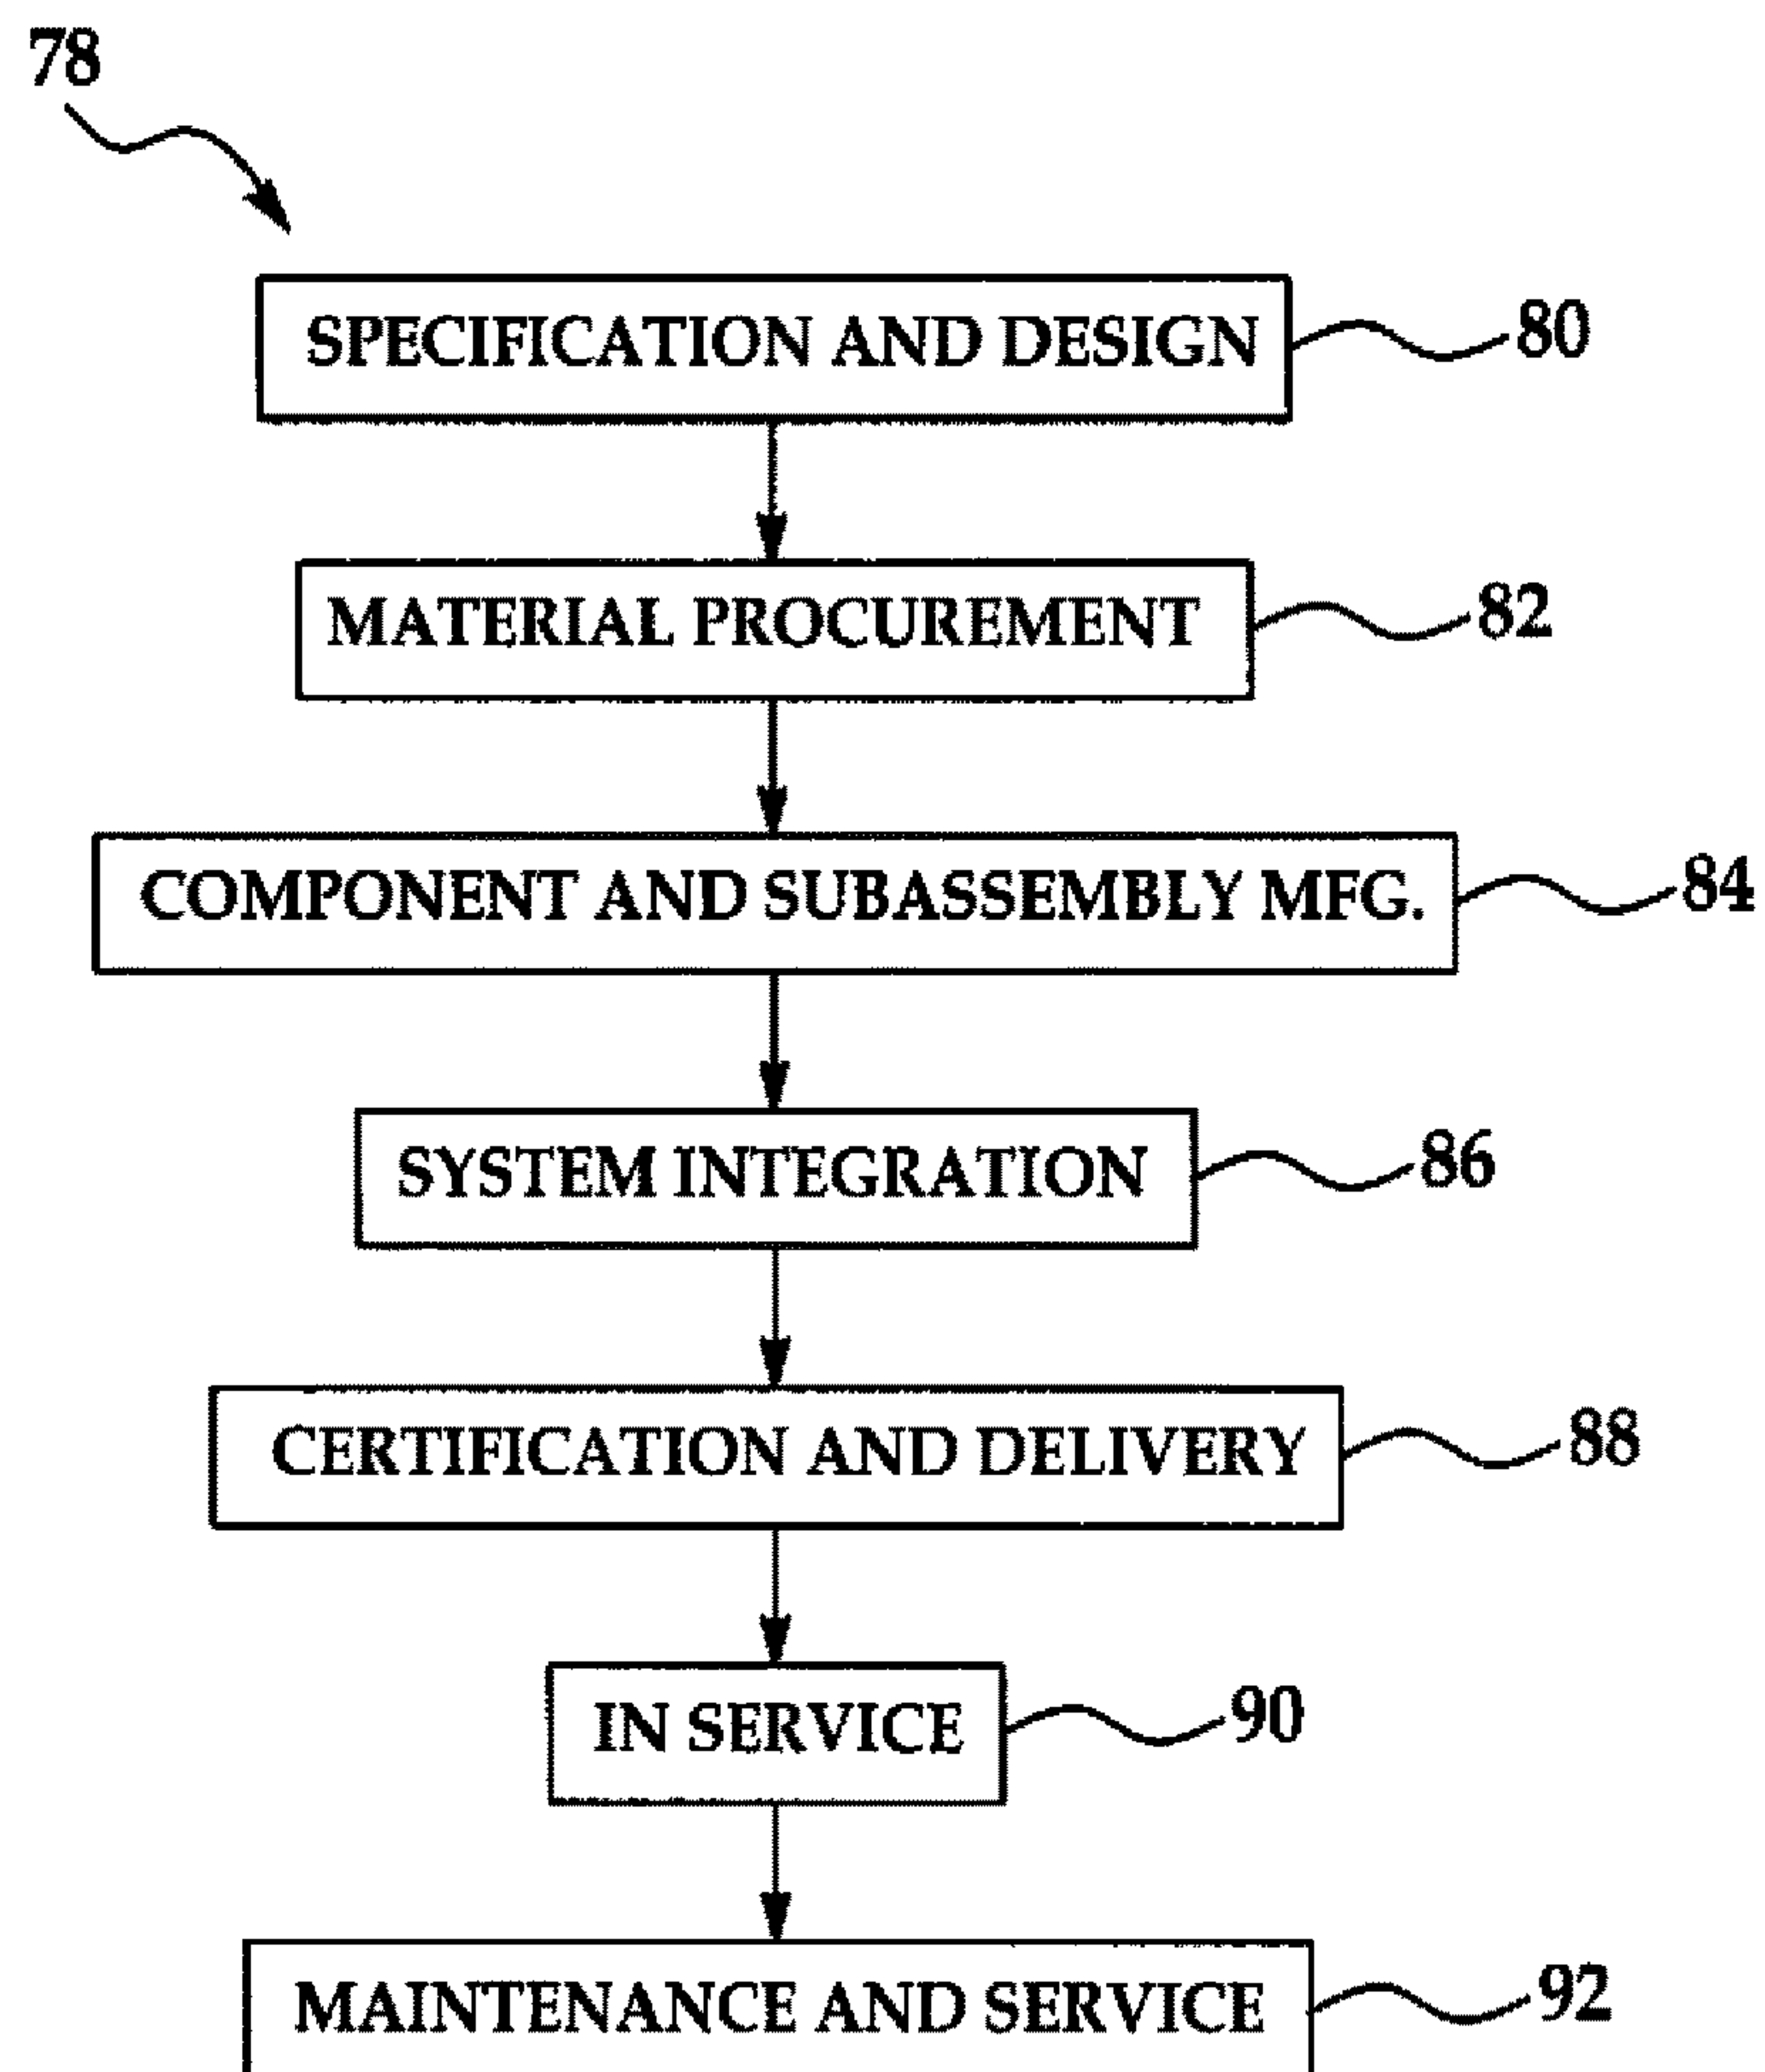 78
SPECIFICATION AND DESIGN 80
MATERIAL PROCUREMENT 82
COMPONENT AND SUBASSEMBLY MFG. 84
SYSTEM INTEGRATION 86
CERTIFICATION AND DELIVERY 88
IN SERVICE 90
MAINTENANCE AND SERVICE 92